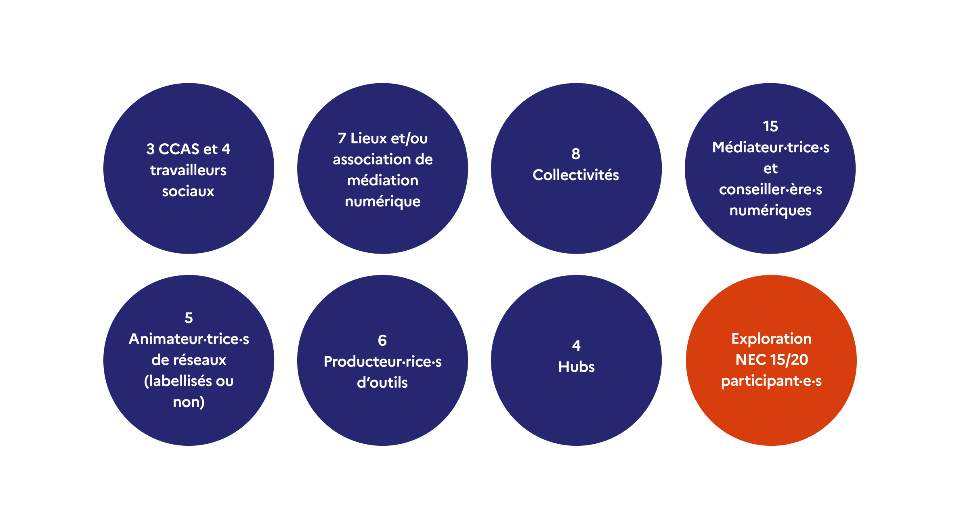 3 CCAS et 4
travailleurs
sociaux
7 Lieux et/ou
association de
médiation
numérique
8
Collectivités
15
Médiateur·trice·s
et
conseiller·ère·s
numériques
5
Animateur·trice·s
de réseaux
(labellisés ou
non)
6
Producteur·rice·s
d’outils
4
Hubs
Exploration
NEC 15/20
participant·e·s